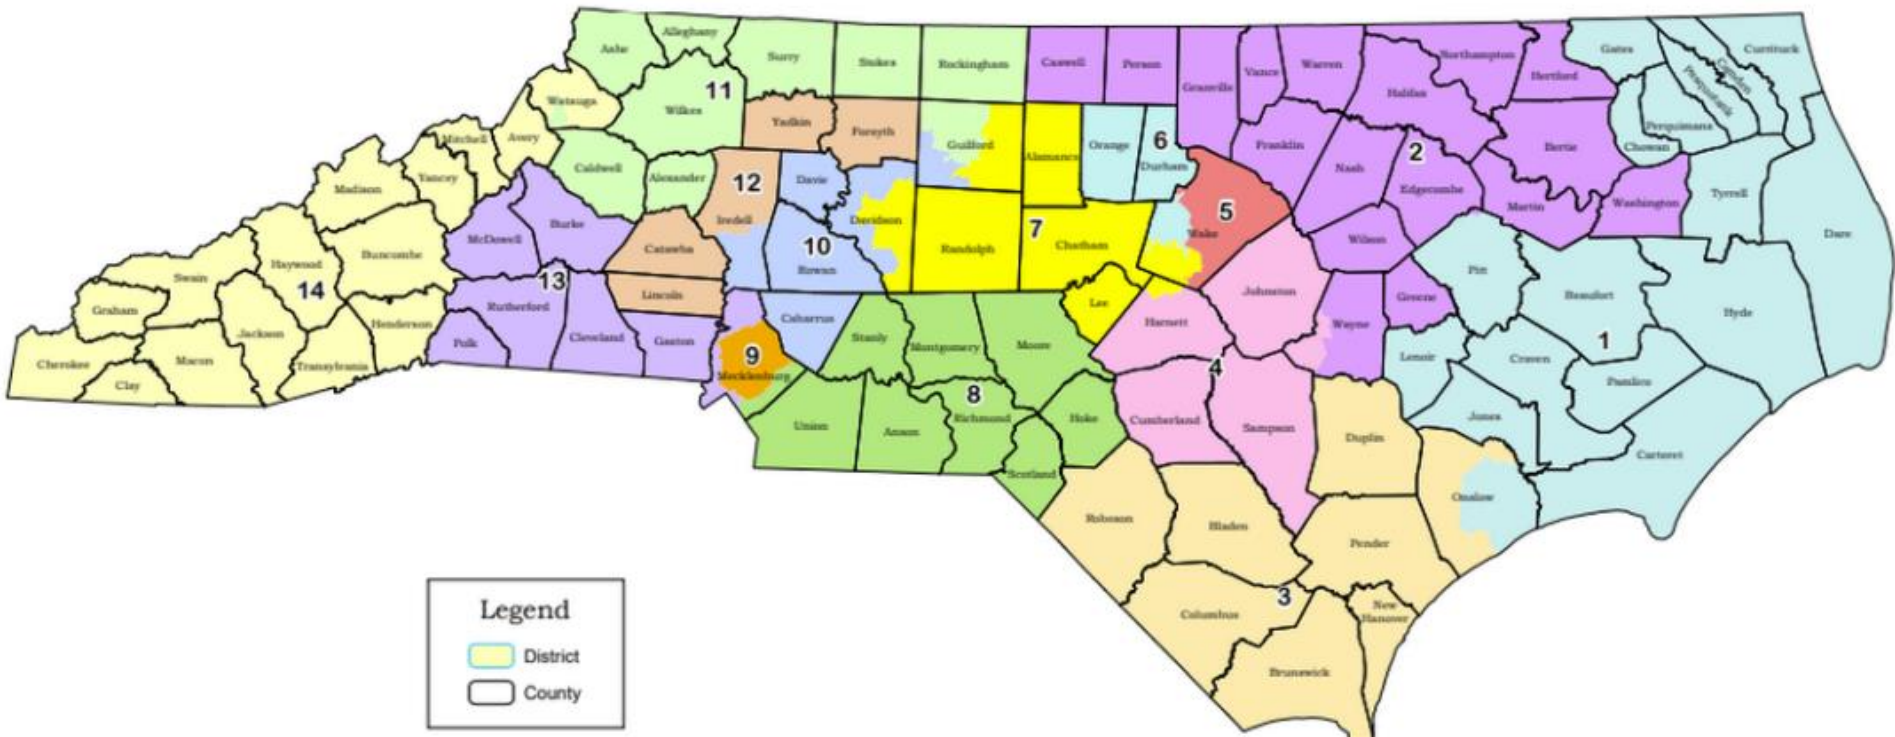 Ashe
Alleghany
Surry
Stokes
Rockingham
Caswell
Person
Granville
Vance
Warren
Northampton
Halifax
Hertford
Gates
Camden
Currituck
Pasquotank
Perquimans
Chowan
Watauga
Wilkes
11
Yadkin
Forsyth
Guilford
Alamance
Orange
6
Durham
Franklin
Nash
2
Edgecombe
Bertie
Mitchell
Avery
Caldwell
Alexander
12
Iredell
Davie
Davidson
Randolph
7
Chatham
5
Wake
Wilson
Martin
Washington
Tyrrell
Dare
Madison
Yancey
McDowell
Burke
Catawba
10
Rowan
Lee
Johnston
Greene
Pitt
Beaufort
Hyde
Swain
Haywood
Buncombe
13
Rutherford
Lincoln
Graham
14
Jackson
Henderson
Polk
Cleveland
Gaston
Cabarrus
Stanly
Montgomery
Moore
Harnett
Wayne
Lenoir
Craven
1
Pamlico
Cherokee
Macon
Clay
Transylvania
9
Mecklenburg
Union
Anson
8
Richmond
Hoke
Scotland
4
Cumberland
Sampson
Duplin
Jones
Carteret
Onslow
Robeson
Bladen
Pender
Columbus
3
New
Hanover
Brunswick
Legend
District
County